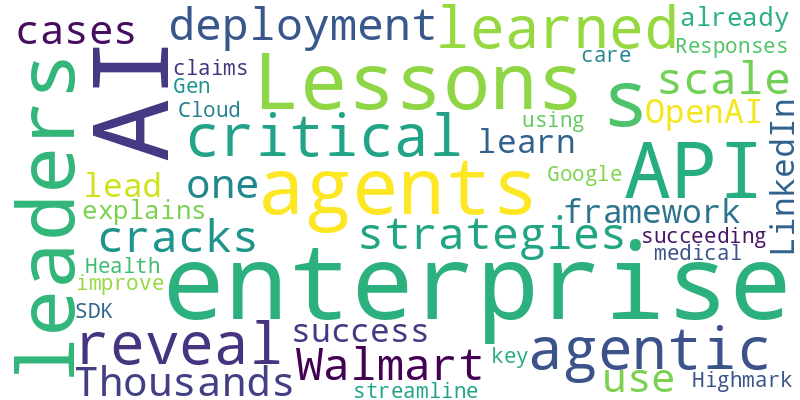 cases
deployment
learned
already
Responses
leaders
AI
claims
Gen
Cloud
Lessons
care
scale
s
OpenAI
using
critical
learn
LinkedIn
API
lead
one
agents
Google
explains
framework
cracks
strategies
succeeding
medical
Health
improve
enterprise
SDK
reveal
success
Walmart
key
agentic
Thousands
streamline
use
Highmark